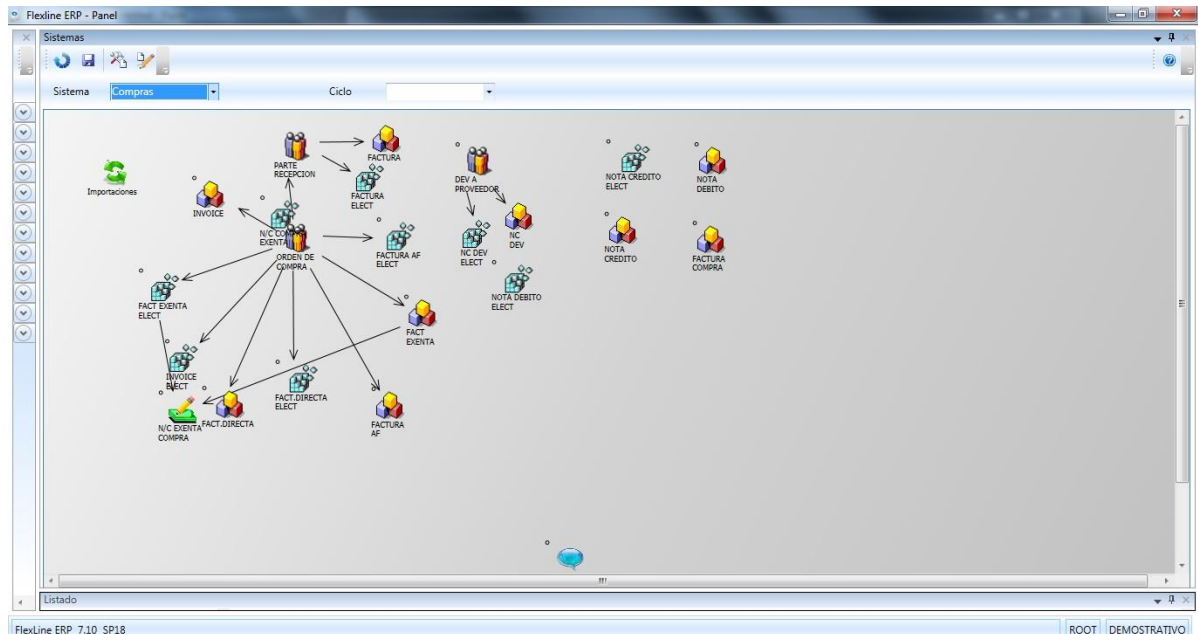 Flexline ERP - Panel
Sistemas
Sistema Compras Ciclo
FACTURA
PARTE
RECEPCION
DEV A
PROVEEDOR
NOTA CREDITO
ELECT
NOTA
DEBITO
Importaciones
FACTURA
ELECT
INVOICE
N/C COMPRA
EXENTA
NC
DEV
ORDEN DE
COMPRA
FACTURA AF
ELECT
NC DEV
ELECT
NOTA
CREDITO
FACTURA
COMPRA
FACT EXENTA
ELECT
NOTA DEBITO
ELECT
FACT
EXENTA
INVOICE
ELECT
FACT.DIRECTA
ELECT
N/C EXENTA
COMPRA
FACT.DIRECTA
FACTURA
AF
Listado
FlexLine ERP 7.10 SP18
ROOT DEMOSTRATIVO